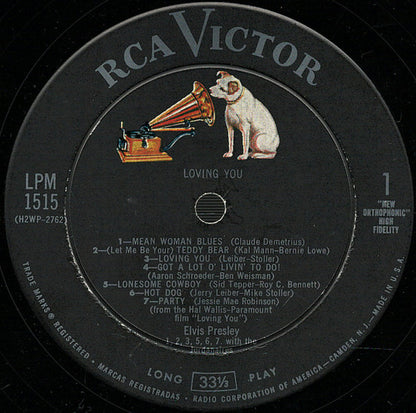 RCA VICTOR
LOVING YOU
LPM
1515
(H2WP-2762)
1
"NEW
ORTHOPHONIC"
HIGH
FIDELITY
1—MEAN WOMAN BLUES (Claude Demetrius)
2—(Let Me Be Your) TEDDY BEAR (Kal Mann-Bernie Lowe)
3—LOVING YOU (Leiber-Stoller)
4—GOT A LOT O' LIVIN' TO DO!
(Aaron Schroeder-Ben Weisman)
5—LONESOME COWBOY (Sid Tepper-Roy C. Bennett)
6—HOT DOG (Jerry Leiber-Mike Stoller)
7—PARTY (Jessie Mae Robinson)
(from the Hal Wallis-Paramount
film "Loving You")
Elvis Presley
1, 2, 3, 5, 6, 7. with the
Jordanaires
LONG 33⅓ PLAY
TRADE MARKS ® REGISTERED • MARCAS REGISTRADAS • RADIO CORPORATION OF AMERICA—CAMDEN, N. J.—MADE IN U.S.A.